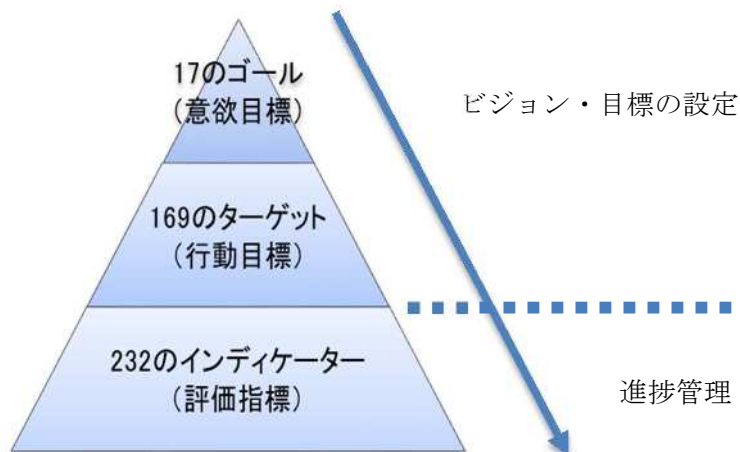 17のゴール
(意欲目標)
ビジョン・目標の設定
169のターゲット
(行動目標)
232のインディケーター
(評価指標)
進捗管理